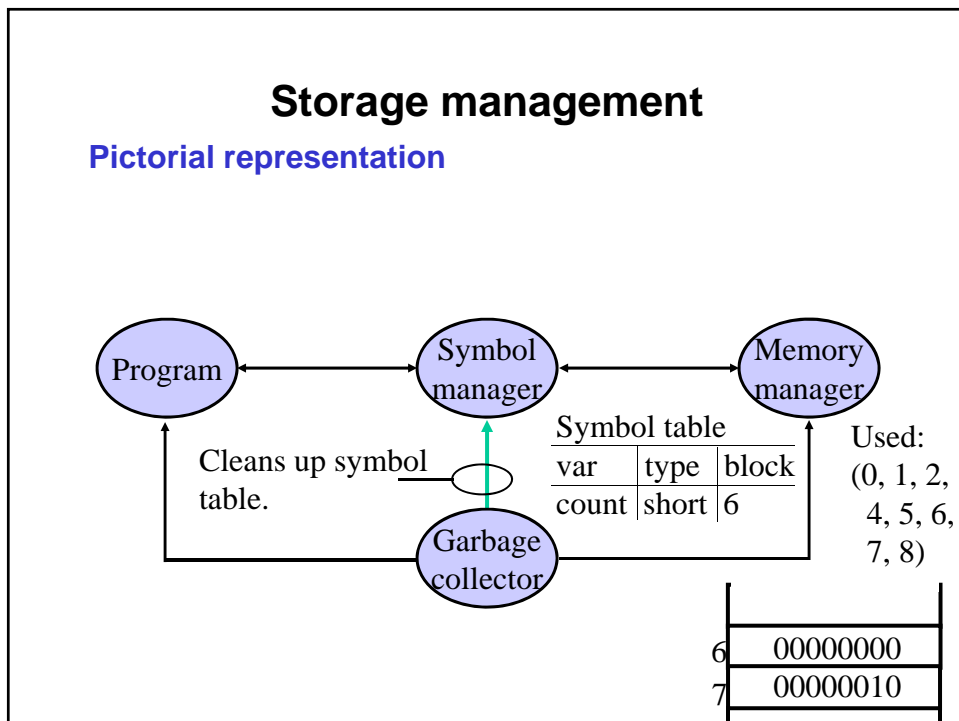 Storage management
Pictorial representation
Program
Symbol
manager
Memory
manager
Cleans up symbol
table.
Symbol table
var type block
count short 6
Used:
(0, 1, 2,
4, 5, 6,
7, 8)
Garbage
collector
6 00000000
7 00000010